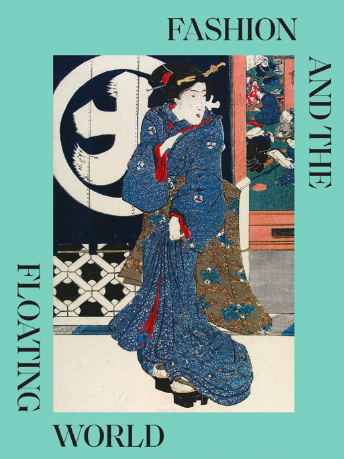 FASHION
AND THE
FLOATING
WORLD